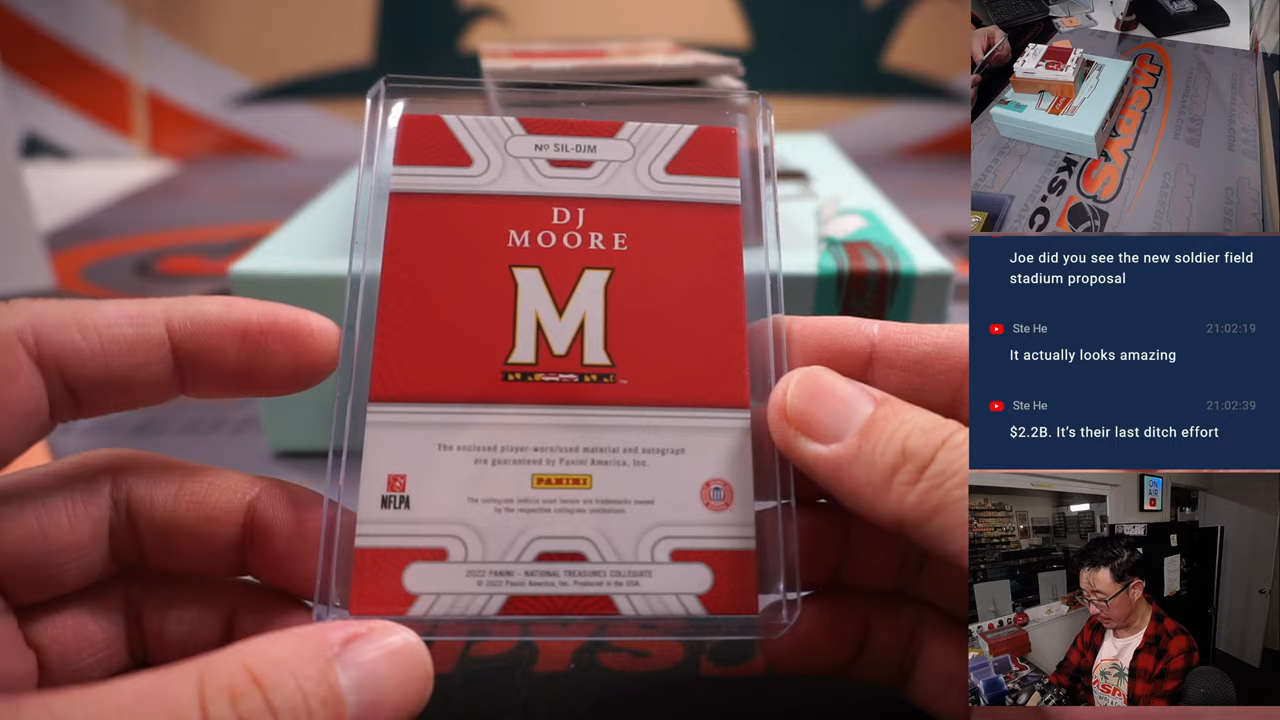 Nº SIL-DJM
DJ
MOORE
M
The enclosed player-worn/used material and autograph
are guaranteed by Panini America, Inc.
PANINI
NFLPA
The collegiate indicia used herein are trademarks owned
by the respective collegiate institutions.
2022 PANINI - NATIONAL TREASURES COLLEGIATE
© 2022 Panini America, Inc. Produced in the USA.
JASPYS
KS.C
Joe did you see the new soldier field
stadium proposal
Ste He 21:02:19
It actually looks amazing
Ste He 21:02:39
$2.2B. It's their last ditch effort
ON
AIR
JASPY